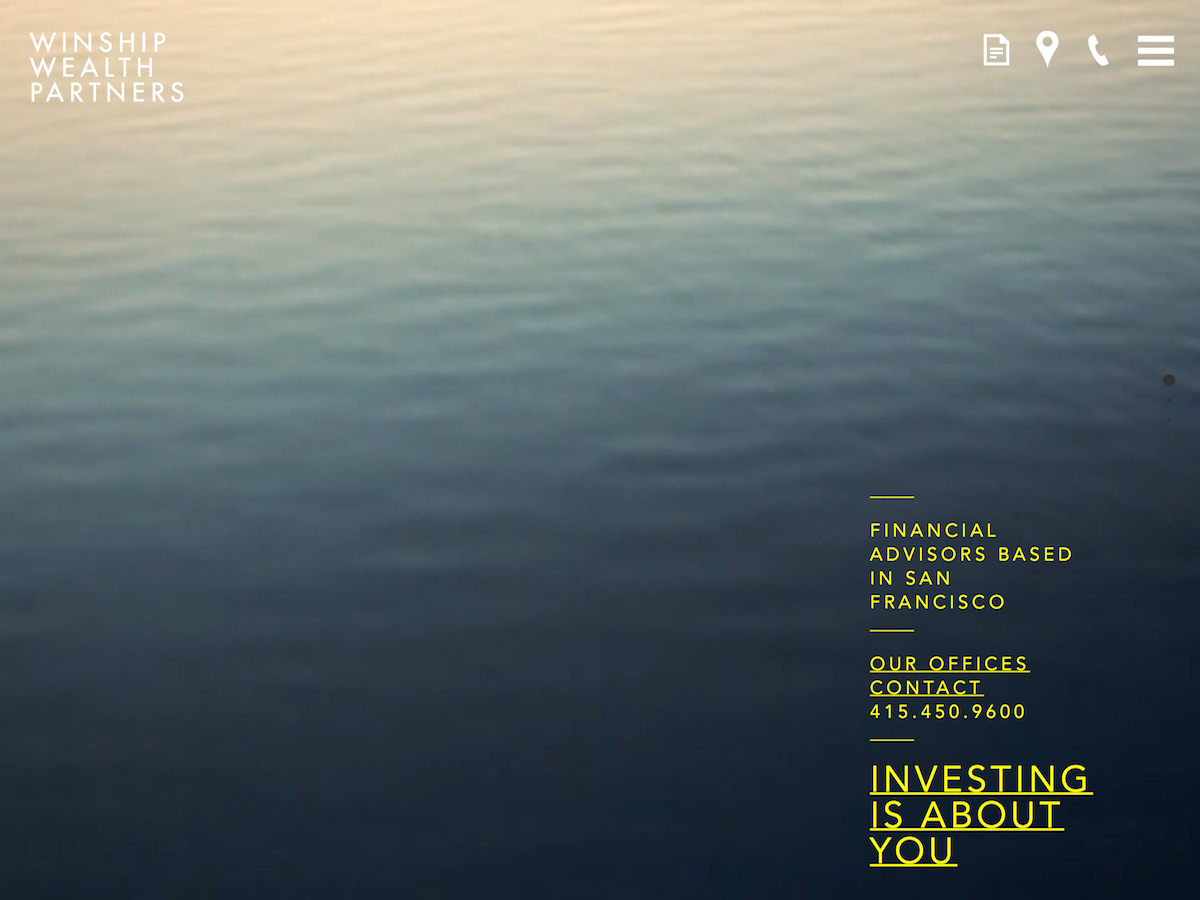 WINSHIP
WEALTH
PARTNERS
FINANCIAL
ADVISORS BASED
IN SAN
FRANCISCO
OUR OFFICES
CONTACT
415.450.9600
INVESTING
IS ABOUT
YOU